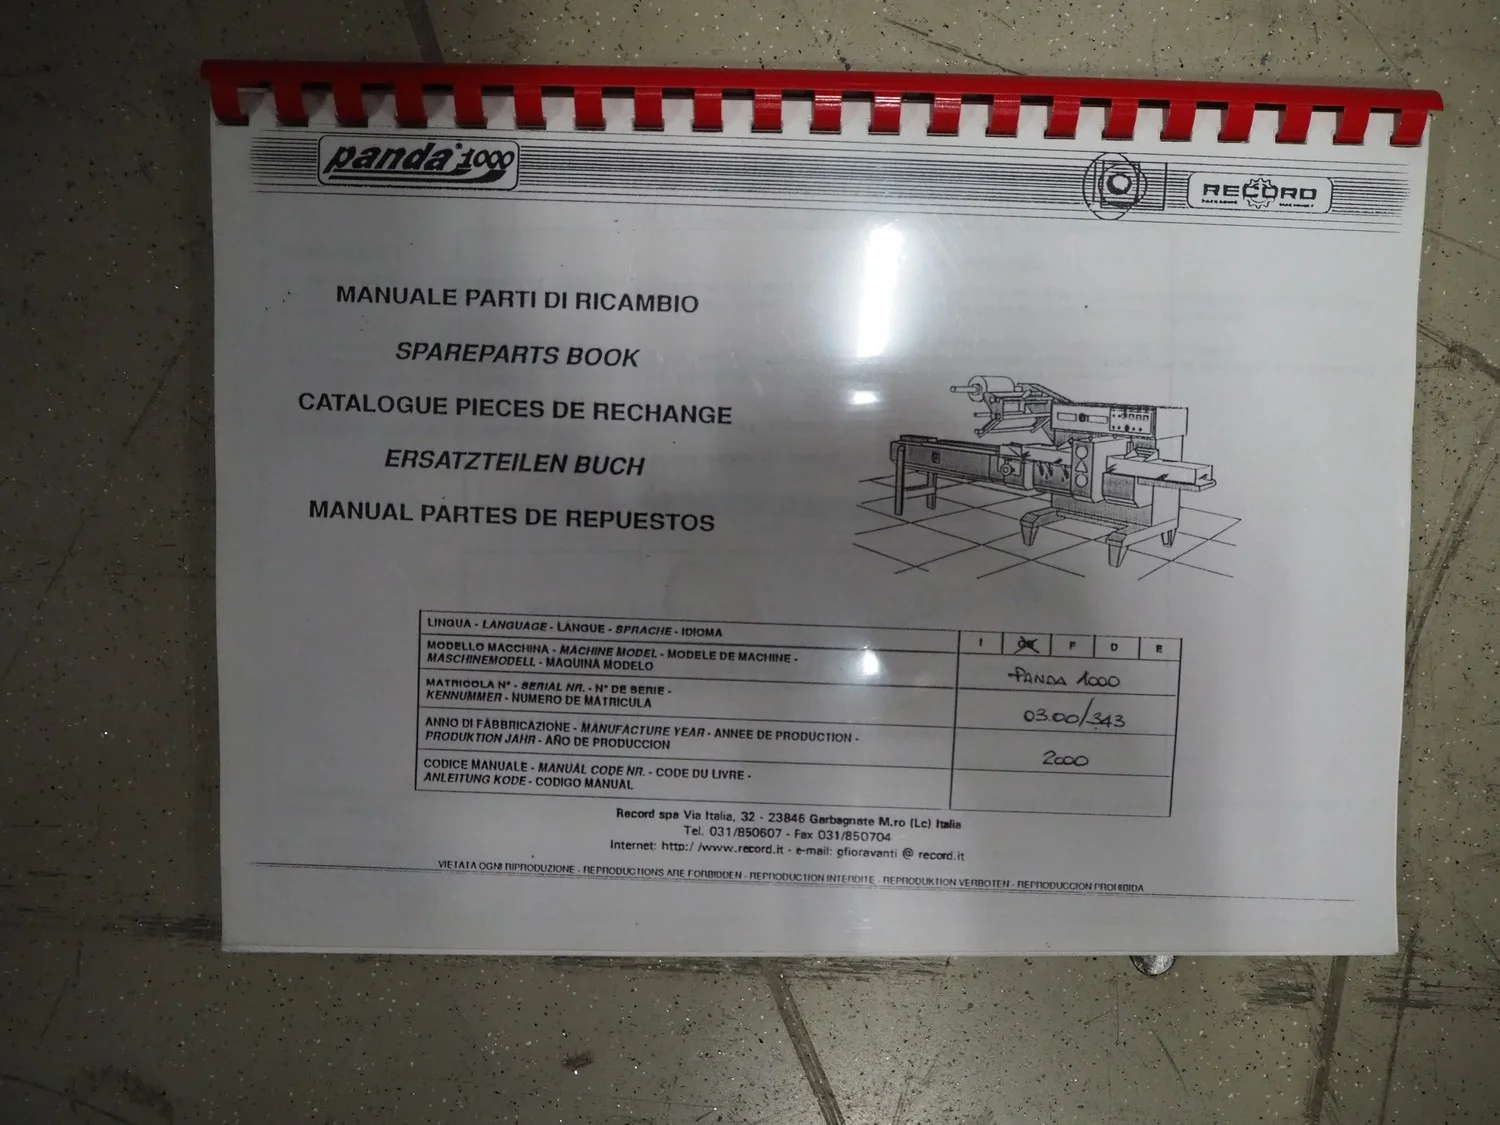 panda® 1000
RECORD
MANUALE PARTI DI RICAMBIO
SPAREPARTS BOOK
CATALOGUE PIECES DE RECHANGE
ERSATZTEILEN BUCH
MANUAL PARTES DE REPUESTOS
LINGUA - LANGUAGE - LANGUE - SPRACHE - IDIOMA
I F D E
MODELLO MACCHINA - MACHINE MODEL - MODELE DE MACHINE -
MASCHINEMODELL - MAQUINA MODELO
PANDA 1000
MATRICOLA N° - SERIAL NR. - N° DE SERIE -
KENNUMMER - NUMERO DE MATRICULA
03.00/343
ANNO DI FABBRICAZIONE - MANUFACTURE YEAR - ANNEE DE PRODUCTION -
PRODUKTION JAHR - AÑO DE PRODUCCION
2000
CODICE MANUALE - MANUAL CODE NR. - CODE DU LIVRE -
ANLEITUNG KODE - CODIGO MANUAL
Record spa Via Italia, 32 - 23846 Garbagnate M.ro (Lc) Italia
Tel. 031/850607 - Fax 031/850704
Internet: http:/ /www.record.it - e-mail: gfioravanti @ record.it
VIETATA OGNI RIPRODUZIONE - REPRODUCTIONS ARE FORBIDDEN - REPRODUCTION INTERDITE - REPRODUKTION VERBOTEN - REPRODUCCION PROHIBIDA